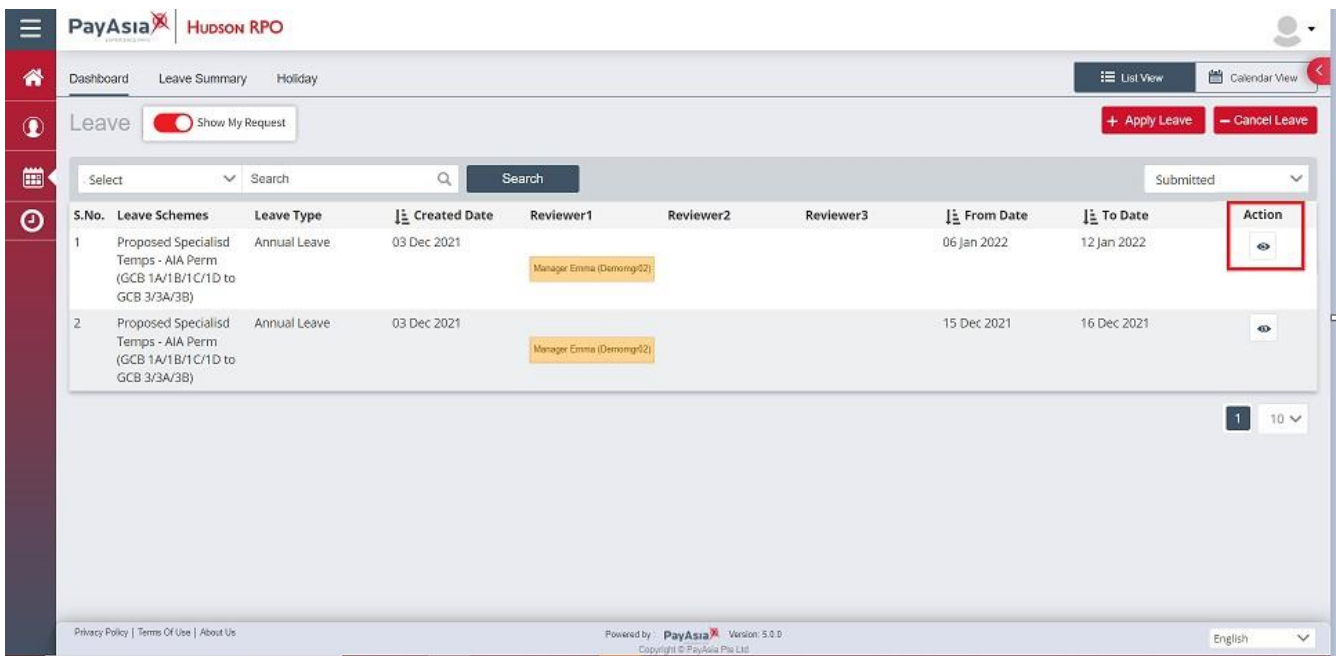 PayAsia HUDSON RPO
Dashboard Leave Summary Holiday List View Calendar View
Leave Show My Request + Apply Leave − Cancel Leave
Select Search Search Submitted
S.No. Leave Schemes Leave Type Created Date Reviewer1 Reviewer2 Reviewer3 From Date To Date Action
1 Proposed Specialisd Annual Leave 03 Dec 2021 06 Jan 2022 12 Jan 2022
Temps - AIA Perm
Manager Emma (Demomgr02)
(GCB 1A/1B/1C/1D to
GCB 3/3A/3B)
2 Proposed Specialisd Annual Leave 03 Dec 2021 15 Dec 2021 16 Dec 2021
Temps - AIA Perm
Manager Emma (Demomgr02)
(GCB 1A/1B/1C/1D to
GCB 3/3A/3B)
1 10
Privacy Policy | Terms Of Use | About Us Powered by : PayAsia Version: 5.0.0 English
Copyright © PayAsia Pte Ltd